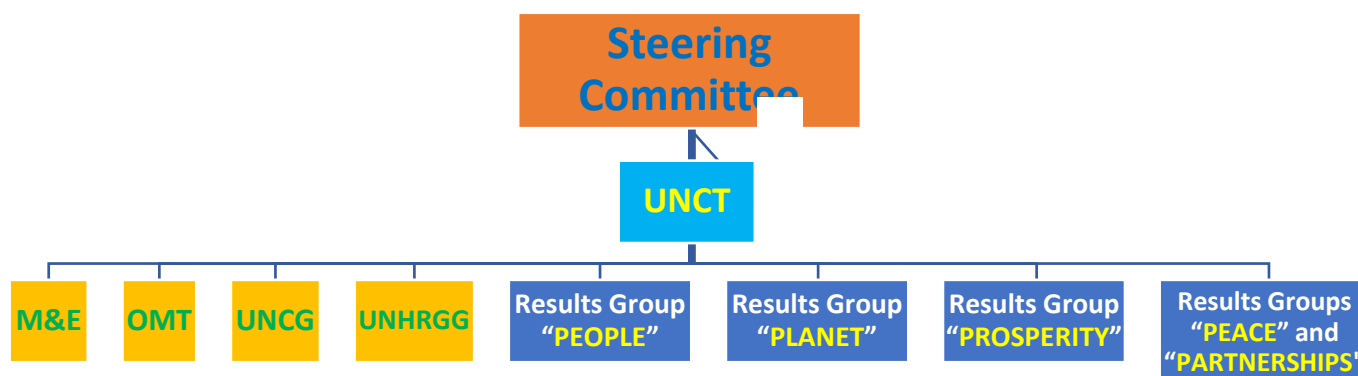 Steering
Committee
UNCT
M&E
OMT
UNCG
UNHRGG
Results Group
“PEOPLE”
Results Group
“PLANET”
Results Group
“PROSPERITY”
Results Groups
“PEACE” and
“PARTNERSHIPS"